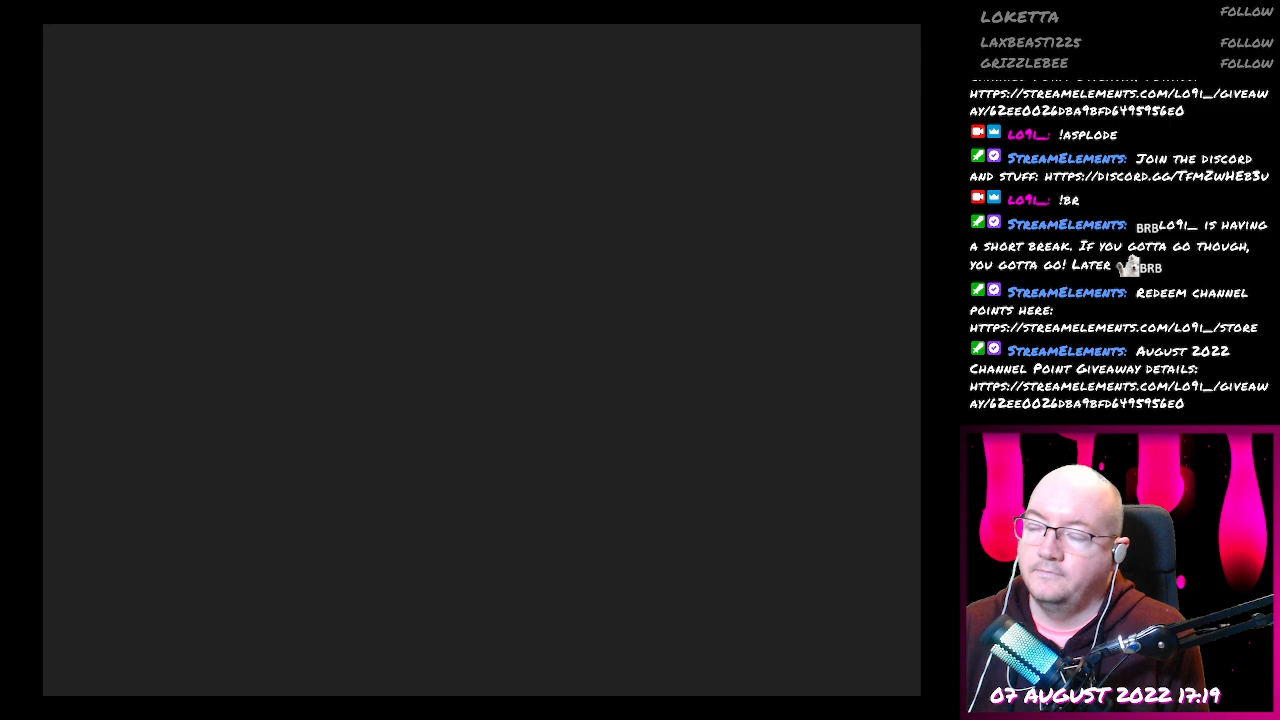 LOKETTA FOLLOW
LAXBEAST1225 FOLLOW
GRIZZLEBEE FOLLOW
HTTPS://STREAMELEMENTS.COM/LO9I_/GIVEAW
AY/62EE0026DBA9BFD6495956E0
LO9I_: !ASPLODE
STREAMELEMENTS: JOIN THE DISCORD
AND STUFF: HTTPS://DISCORD.GG/TFMZWHEB3U
LO9I_: !BR
STREAMELEMENTS: BRB LO9I_ IS HAVING
A SHORT BREAK. IF YOU GOTTA GO THOUGH,
YOU GOTTA GO! LATER BRB
STREAMELEMENTS: REDEEM CHANNEL
POINTS HERE:
HTTPS://STREAMELEMENTS.COM/LO9I_/STORE
STREAMELEMENTS: AUGUST 2022
CHANNEL POINT GIVEAWAY DETAILS:
HTTPS://STREAMELEMENTS.COM/LO9I_/GIVEAW
AY/62EE0026DBA9BFD6495956E0
07 AUGUST 2022 17:19